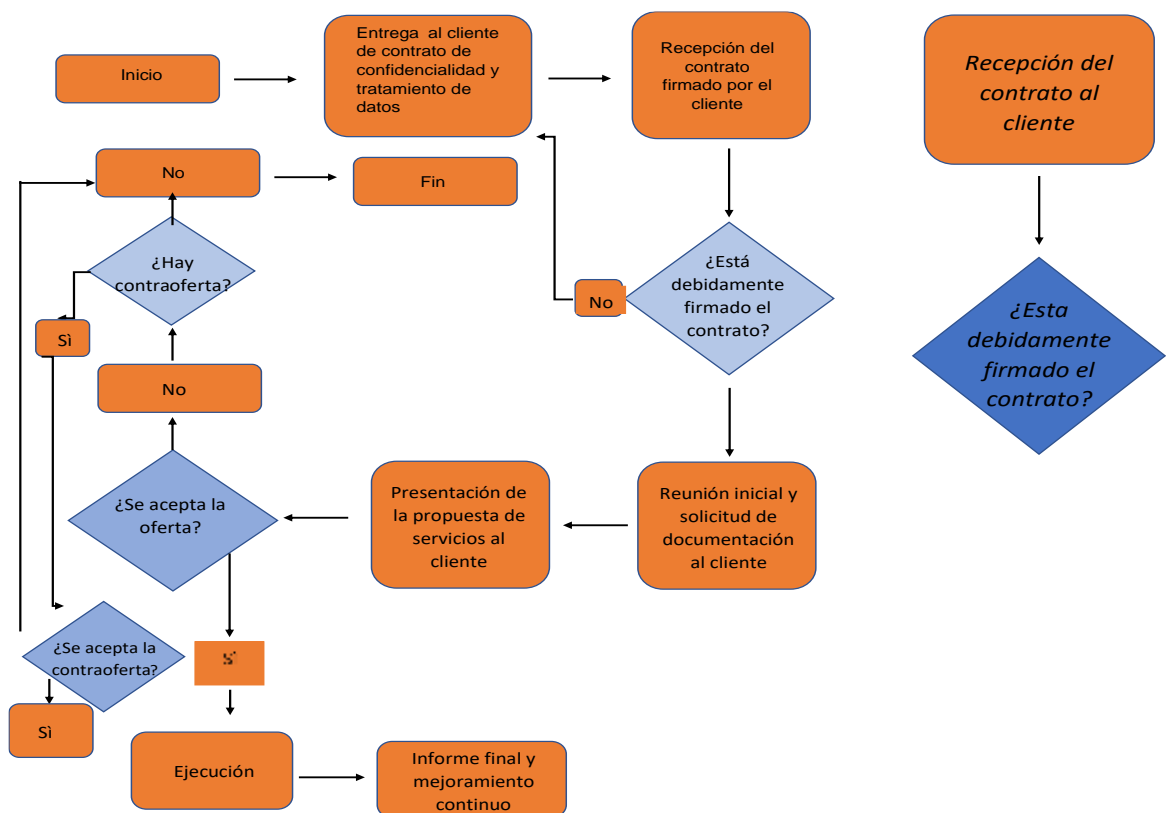 Inicio
Entrega al cliente
de contrato de
confidencialidad y
tratamiento de
datos
Recepción del
contrato
firmado por el
cliente
Recepción del
contrato al
cliente
No
Fin
¿Hay
contraoferta?
Sì
No
¿Está
debidamente
firmado el
contrato?
No
¿Esta
debidamente
firmado el
contrato?
¿Se acepta la
oferta?
Presentación de
la propuesta de
servicios al
cliente
Reunión inicial y
solicitud de
documentación
al cliente
¿Se acepta la
contraoferta?
Sì
Ejecución
Informe final y
mejoramiento
continuo